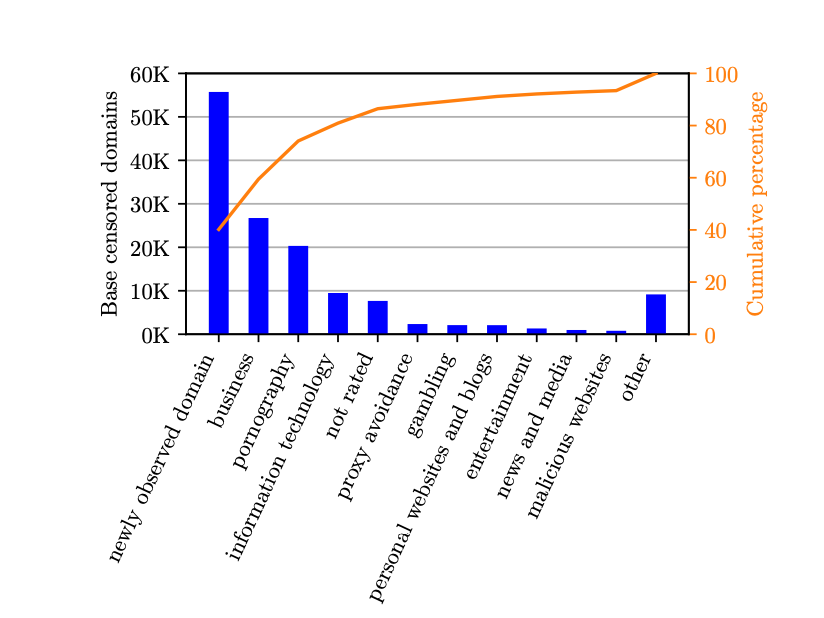 60K
50K
40K
30K
20K
10K
0K
Base censored domains
100
80
60
40
20
0
Cumulative percentage
newly observed domain
business
pornography
information technology
not rated
proxy avoidance
gambling
personal websites and blogs
entertainment
news and media
malicious websites
other